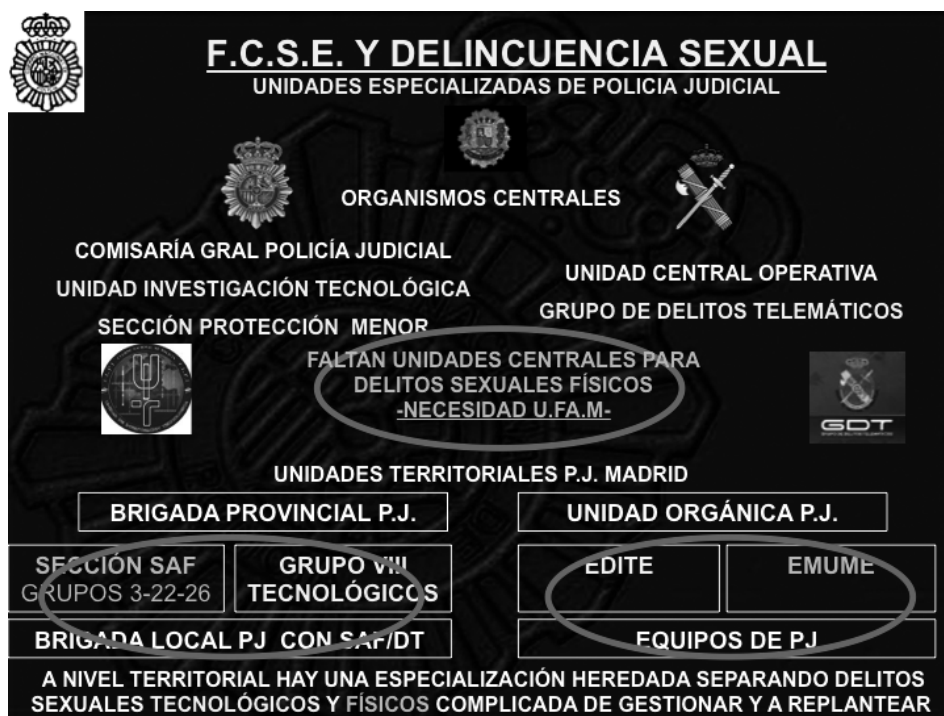 F.C.S.E. Y DELINCUENCIA SEXUAL
UNIDADES ESPECIALIZADAS DE POLICIA JUDICIAL
ORGANISMOS CENTRALES
COMISARÍA GRAL POLICÍA JUDICIAL
UNIDAD INVESTIGACIÓN TECNOLÓGICA
SECCIÓN PROTECCIÓN MENOR
UNIDAD CENTRAL OPERATIVA
GRUPO DE DELITOS TELEMÁTICOS
FALTAN UNIDADES CENTRALES PARA
DELITOS SEXUALES FÍSICOS
-NECESIDAD U.FA.M-
GDT
UNIDADES TERRITORIALES P.J. MADRID
BRIGADA PROVINCIAL P.J.
UNIDAD ORGÁNICA P.J.
SECCIÓN SAF
GRUPOS 3-22-26
GRUPO VIII
TECNOLÓGICOS
EDITE
EMUME
BRIGADA LOCAL PJ CON SAF/DT
EQUIPOS DE PJ
A NIVEL TERRITORIAL HAY UNA ESPECIALIZACIÓN HEREDADA SEPARANDO DELITOS
SEXUALES TECNOLÓGICOS Y FÍSICOS COMPLICADA DE GESTIONAR Y A REPLANTEAR